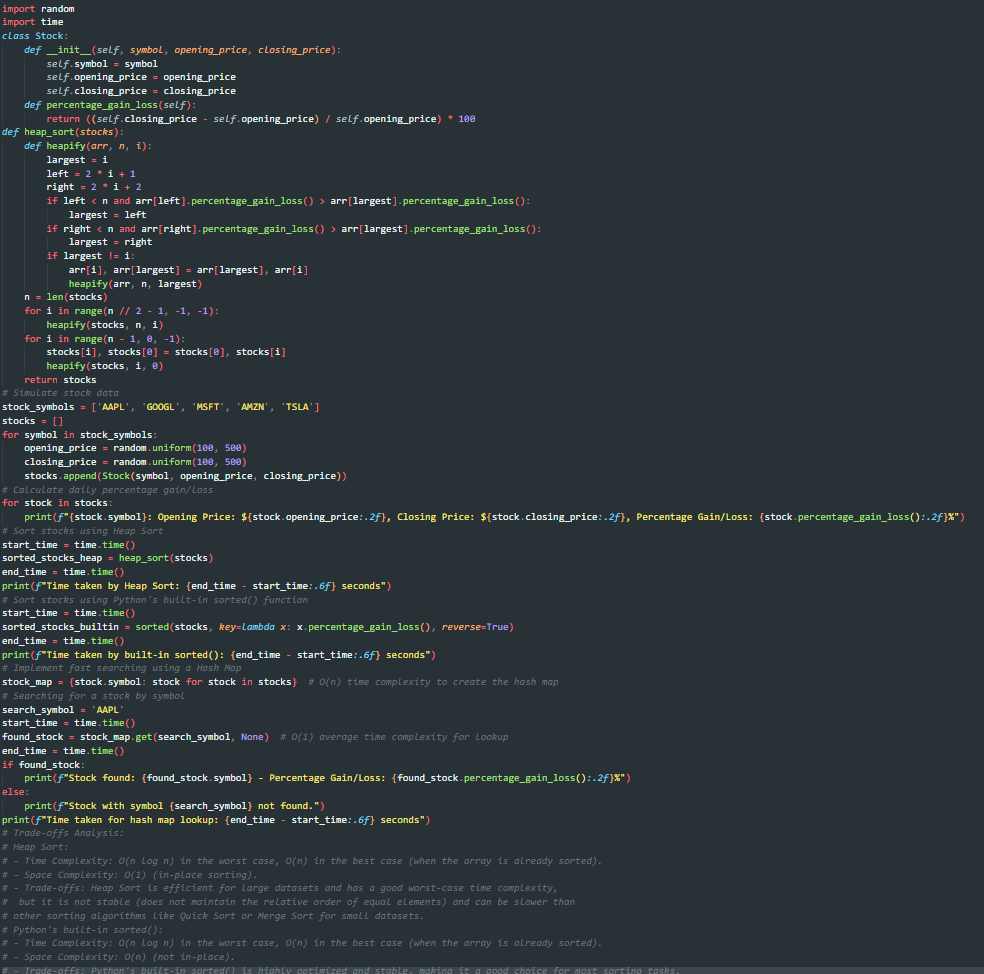 import random
import time
class Stock:
    def __init__(self, symbol, opening_price, closing_price):
        self.symbol = symbol
        self.opening_price = opening_price
        self.closing_price = closing_price
    def percentage_gain_loss(self):
        return ((self.closing_price - self.opening_price) / self.opening_price) * 100
def heap_sort(stocks):
    def heapify(arr, n, i):
        largest = i
        left = 2 * i + 1
        right = 2 * i + 2
        if left < n and arr[left].percentage_gain_loss() > arr[largest].percentage_gain_loss():
            largest = left
        if right < n and arr[right].percentage_gain_loss() > arr[largest].percentage_gain_loss():
            largest = right
        if largest != i:
            arr[i], arr[largest] = arr[largest], arr[i]
            heapify(arr, n, largest)
    n = len(stocks)
    for i in range(n // 2 - 1, -1, -1):
        heapify(stocks, n, i)
    for i in range(n - 1, 0, -1):
        stocks[i], stocks[0] = stocks[0], stocks[i]
        heapify(stocks, i, 0)
    return stocks
# Simulate stock data
stock_symbols = ['AAPL', 'GOOGL', 'MSFT', 'AMZN', 'TSLA']
stocks = []
for symbol in stock_symbols:
    opening_price = random.uniform(100, 500)
    closing_price = random.uniform(100, 500)
    stocks.append(Stock(symbol, opening_price, closing_price))
# Calculate daily percentage gain/loss
for stock in stocks:
    print(f"{stock.symbol}: Opening Price: ${stock.opening_price:.2f}, Closing Price: ${stock.closing_price:.2f}, Percentage Gain/Loss: {stock.percentage_gain_loss():.2f}%")
# Sort stocks using Heap Sort
start_time = time.time()
sorted_stocks_heap = heap_sort(stocks)
end_time = time.time()
print(f"Time taken by Heap Sort: {end_time - start_time:.6f} seconds")
# Sort stocks using Python's built-in sorted() function
start_time = time.time()
sorted_stocks_builtin = sorted(stocks, key=lambda x: x.percentage_gain_loss(), reverse=True)
end_time = time.time()
print(f"Time taken by built-in sorted(): {end_time - start_time:.6f} seconds")
# Implement fast searching using a Hash Map
stock_map = {stock.symbol: stock for stock in stocks}  # O(n) time complexity to create the hash map
# Searching for a stock by symbol
search_symbol = 'AAPL'
start_time = time.time()
found_stock = stock_map.get(search_symbol, None)  # O(1) average time complexity for lookup
end_time = time.time()
if found_stock:
    print(f"Stock found: {found_stock.symbol} - Percentage Gain/Loss: {found_stock.percentage_gain_loss():.2f}%")
else:
    print(f"Stock with symbol {search_symbol} not found.")
print(f"Time taken for hash map lookup: {end_time - start_time:.6f} seconds")
# Trade-offs Analysis:
# Heap Sort:
# - Time Complexity: O(n log n) in the worst case, O(n) in the best case (when the array is already sorted).
# - Space Complexity: O(1) (in-place sorting).
# - Trade-offs: Heap Sort is efficient for large datasets and has a good worst-case time complexity,
#  but it is not stable (does not maintain the relative order of equal elements) and can be slower than
# other sorting algorithms like Quick Sort or Merge Sort for small datasets.
# Python's built-in sorted():
# - Time Complexity: O(n log n) in the worst case, O(n) in the best case (when the array is already sorted).
# - Space Complexity: O(n) (not in-place).
# - Trade-offs: Python's built-in sorted() is highly optimized and stable, making it a good choice for most sorting tasks.